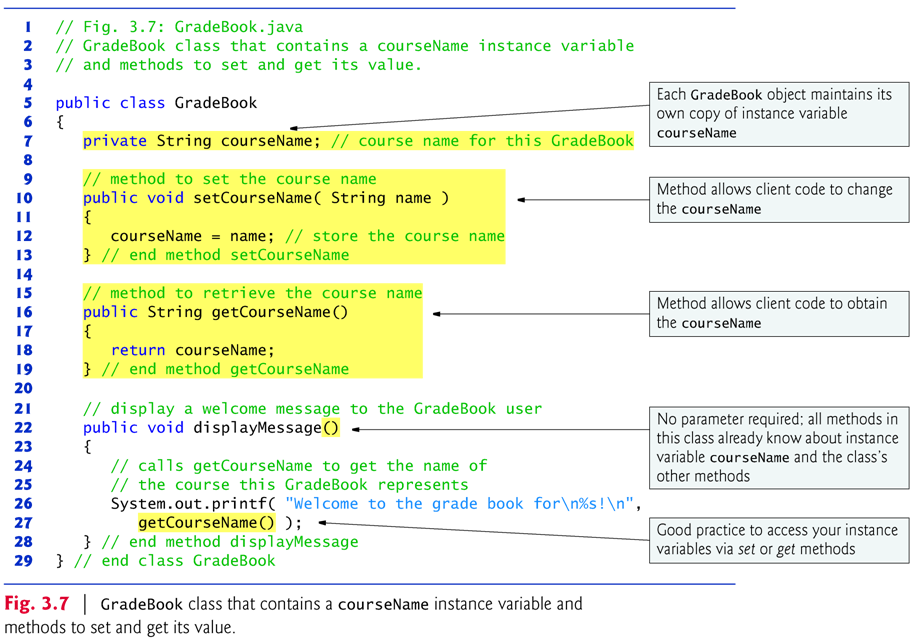 1 // Fig. 3.7: GradeBook.java
2 // GradeBook class that contains a courseName instance variable
3 // and methods to set and get its value.
4
5 public class GradeBook
6 {
7 private String courseName; // course name for this GradeBook
8
9 // method to set the course name
10 public void setCourseName( String name )
11 {
12 courseName = name; // store the course name
13 } // end method setCourseName
14
15 // method to retrieve the course name
16 public String getCourseName()
17 {
18 return courseName;
19 } // end method getCourseName
20
21 // display a welcome message to the GradeBook user
22 public void displayMessage()
23 {
24 // calls getCourseName to get the name of
25 // the course this GradeBook represents
26 System.out.printf( "Welcome to the grade book for\n%s!\n",
27 getCourseName() );
28 } // end method displayMessage
29 } // end class GradeBook
Each GradeBook object maintains its
own copy of instance variable
courseName
Method allows client code to change
the courseName
Method allows client code to obtain
the courseName
No parameter required; all methods in
this class already know about instance
variable courseName and the class's
other methods
Good practice to access your instance
variables via set or get methods
Fig. 3.7 | GradeBook class that contains a courseName instance variable and
methods to set and get its value.